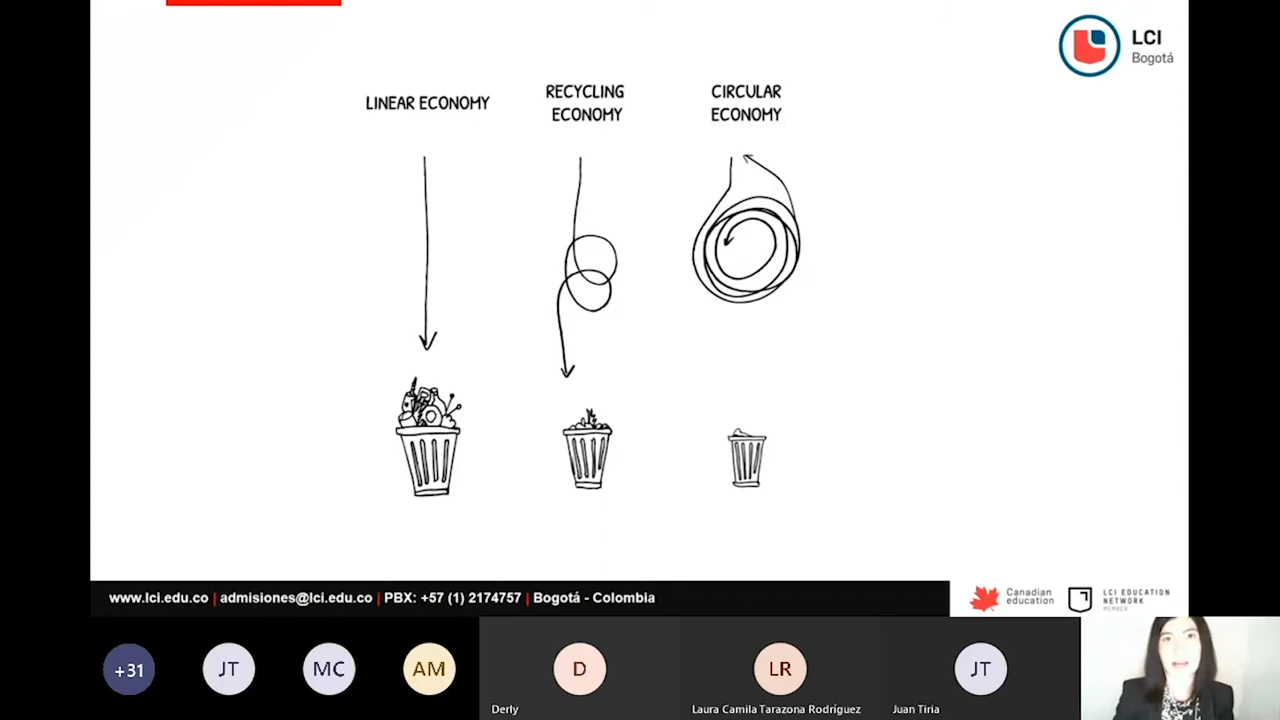 LCI
Bogotá
LINEAR ECONOMY
RECYCLING
ECONOMY
CIRCULAR
ECONOMY
www.lci.edu.co | admisiones@lci.edu.co | PBX: +57 (1) 2174757 | Bogotá - Colombia
Canadian
education
LCI EDUCATION
NETWORK
MEMBER
+31
JT
MC
AM
D
LR
JT
Derly
Laura Camila Tarazona Rodríguez
Juan Tiria